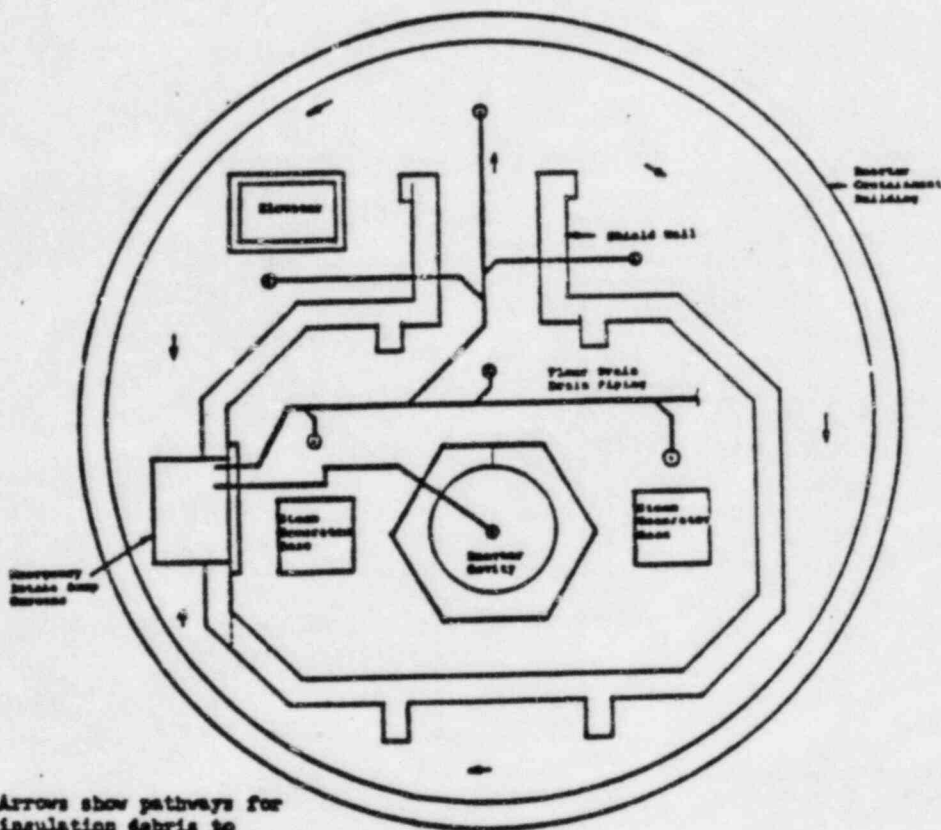 Elevator
Reactor
Containment
Building
Shield Wall
Floor Drain
Drain Piping
Steam
Generator
Base
Reactor
Cavity
Steam
Generator
Base
Emergency
Intake Sump
Screens
Arrows show pathways for
insulation debris to